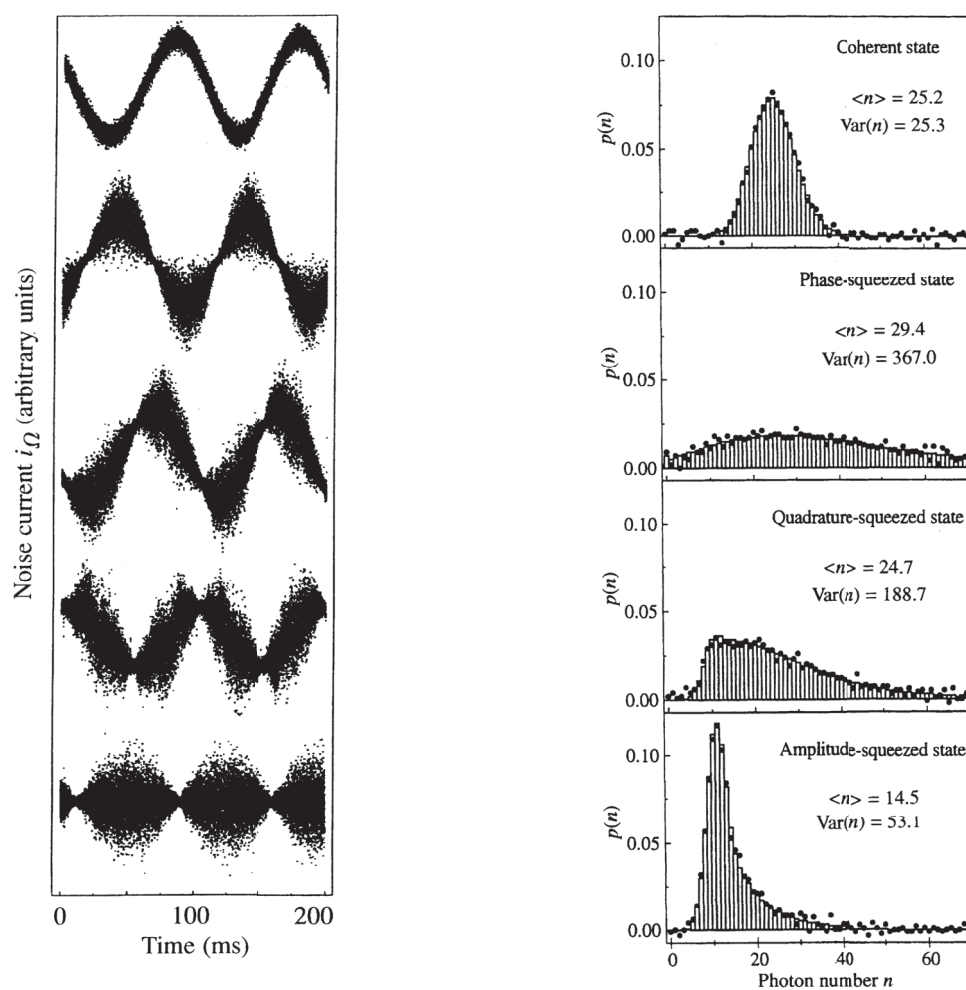 Noise current iΩ (arbitrary units)
0 100 200
Time (ms)
0.10
0.05
0.00
p(n)
Coherent state
<n> = 25.2
Var(n) = 25.3
0.10
0.05
0.00
p(n)
Phase-squeezed state
<n> = 29.4
Var(n) = 367.0
0.10
0.05
0.00
p(n)
Quadrature-squeezed state
<n> = 24.7
Var(n) = 188.7
0.10
0.05
0.00
p(n)
Amplitude-squeezed state
<n> = 14.5
Var(n) = 53.1
0 20 40 60
Photon number n